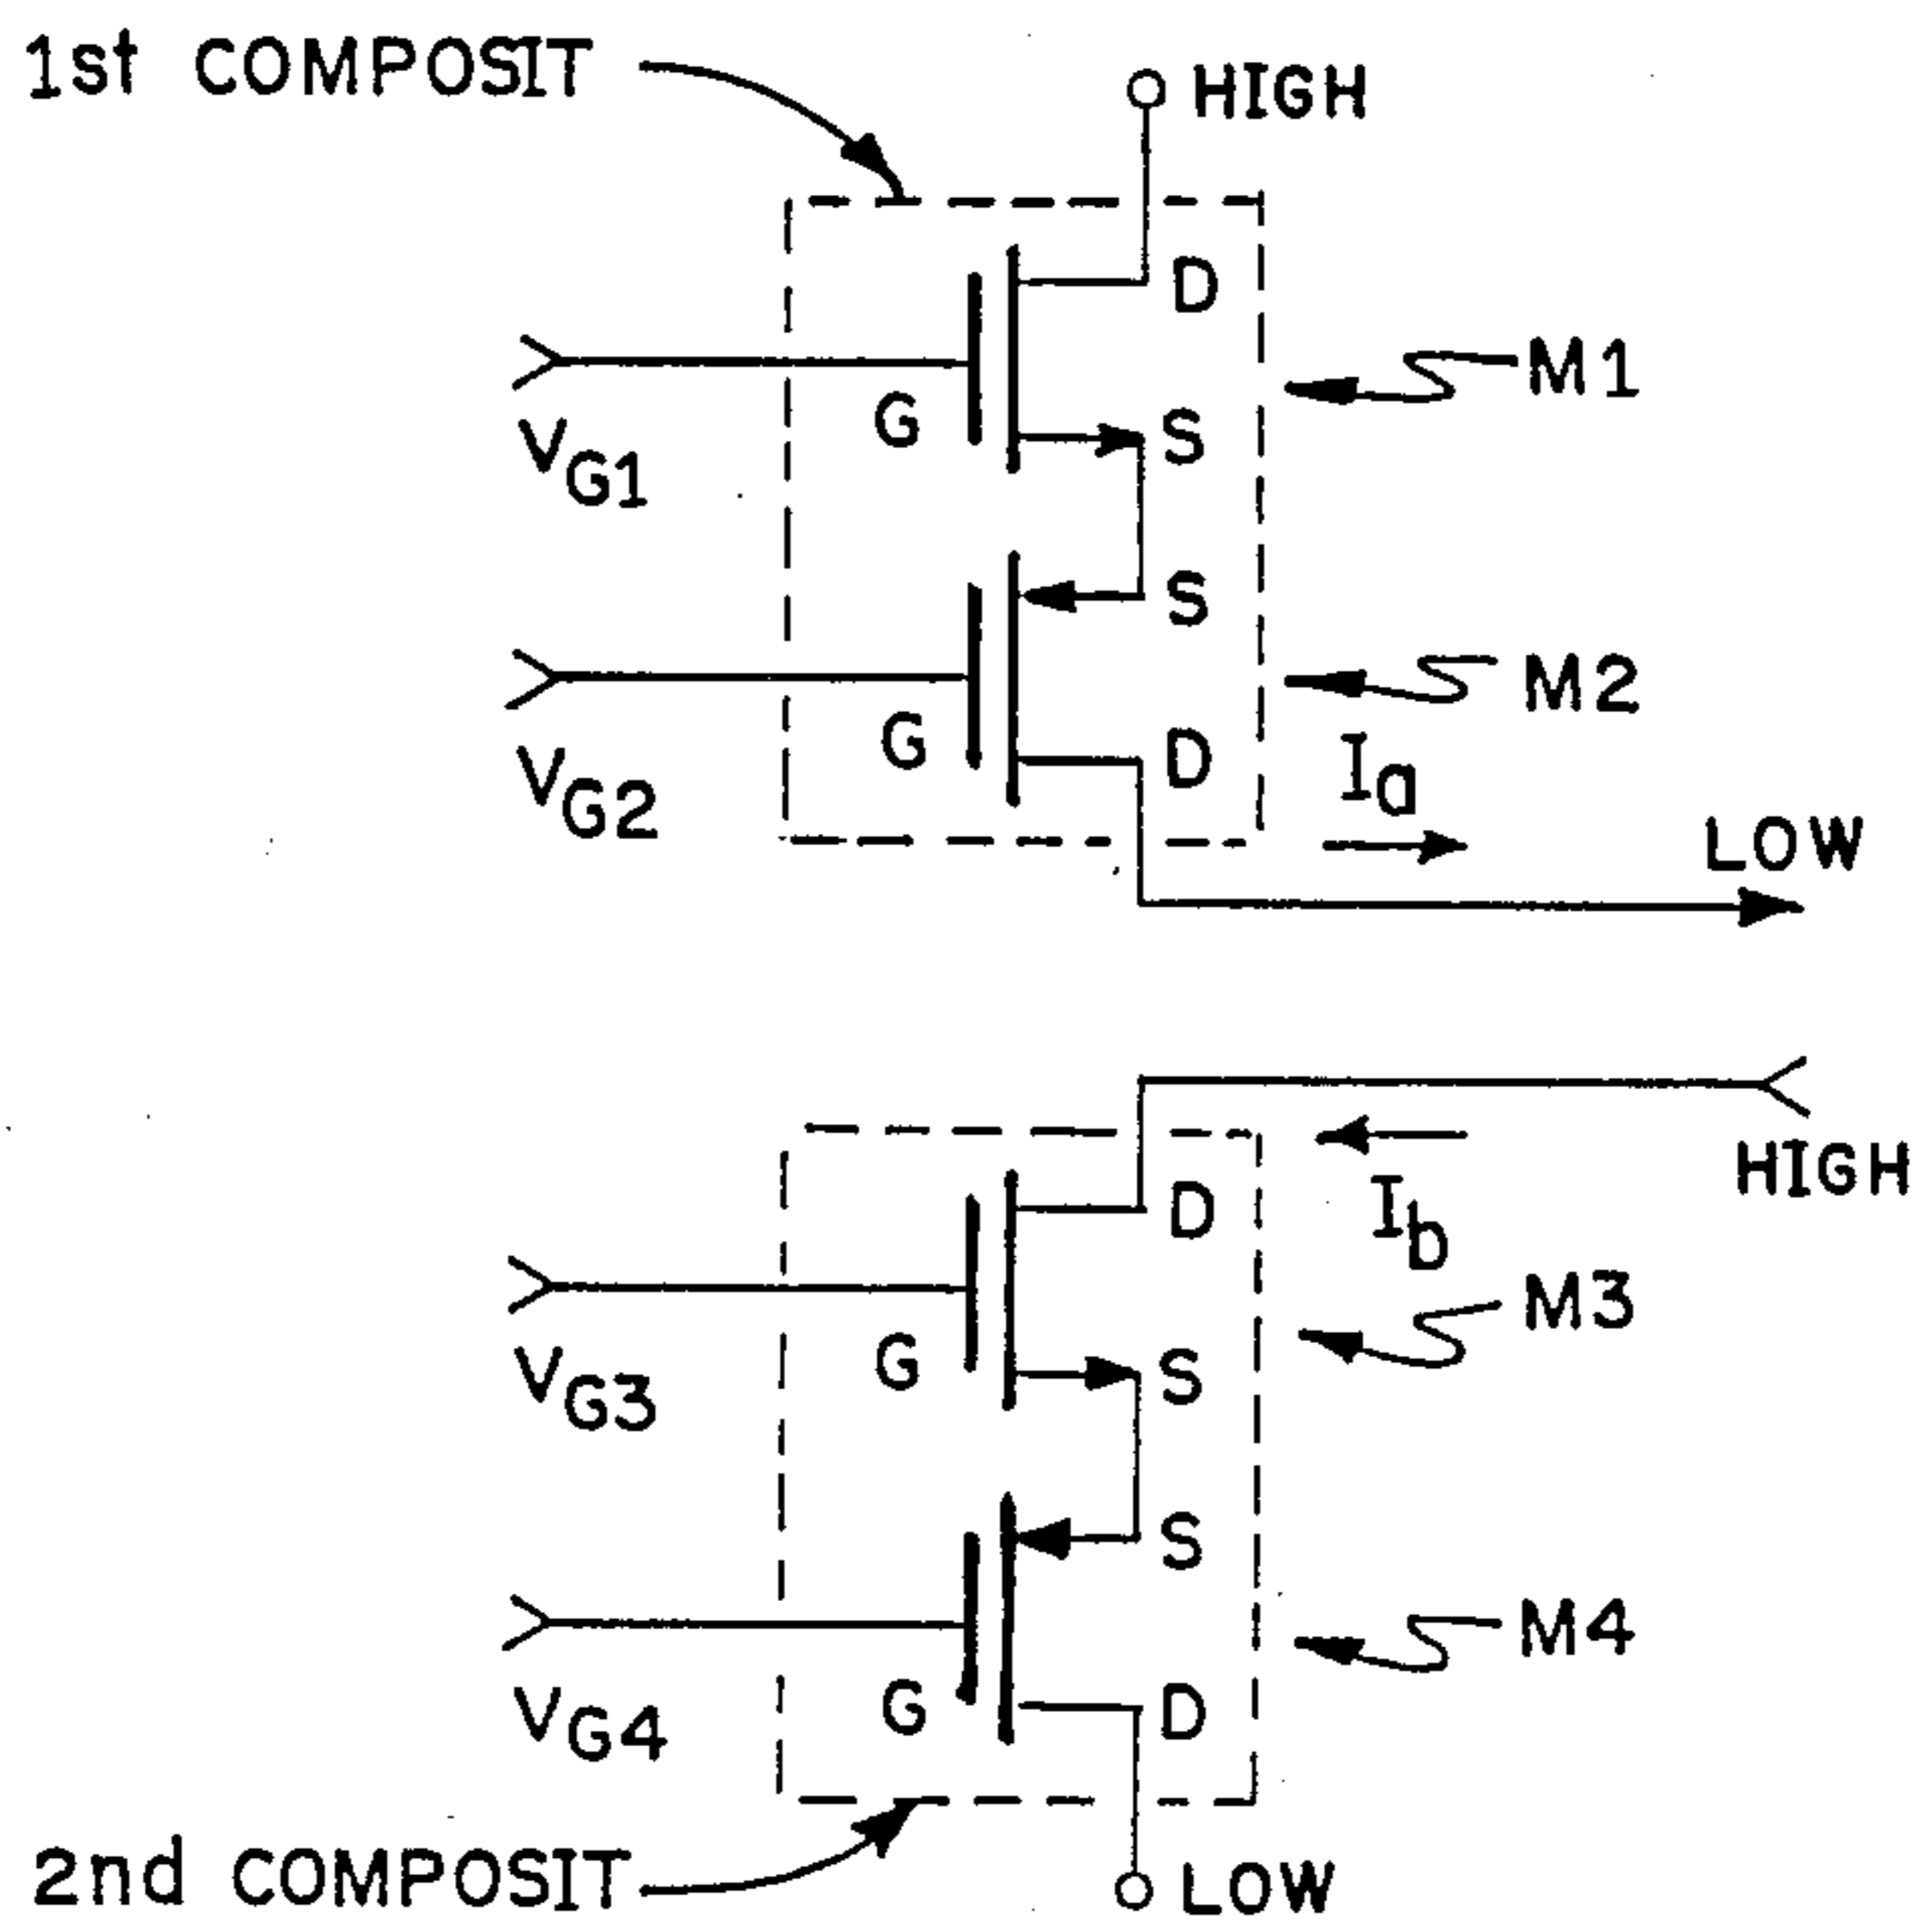 1st COMPOSIT
HIGH
D
M1
G
S
VG1
S
M2
G
D
VG2
Ia
LOW
HIGH
D
Ib
M3
G
S
VG3
S
M4
G
D
VG4
2nd COMPOSIT
LOW